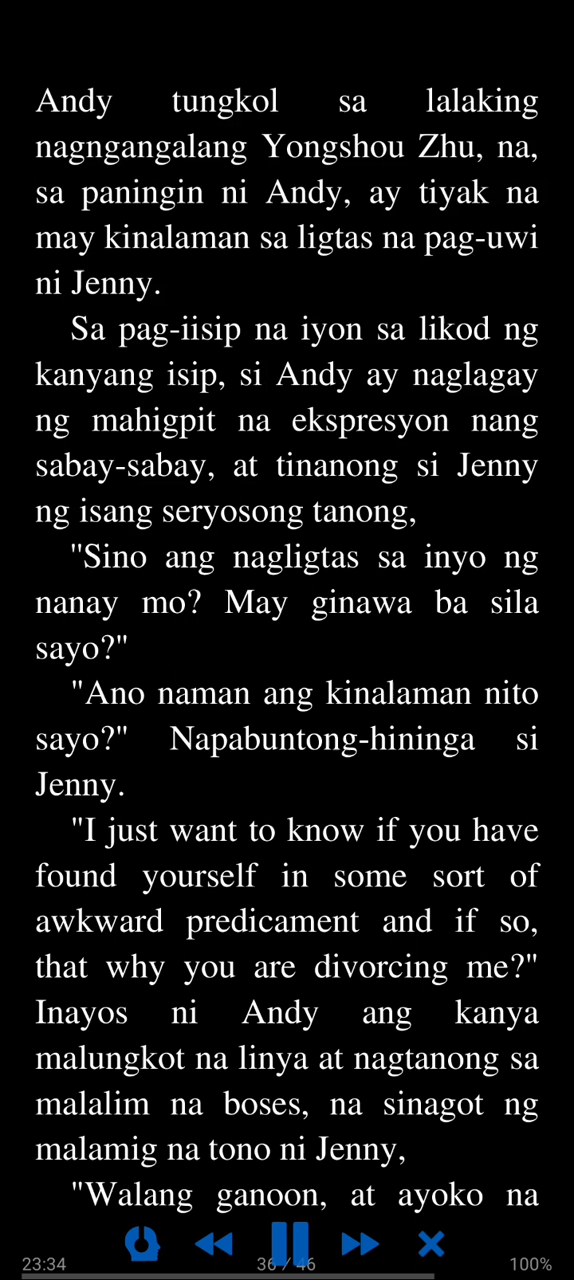 Andy tungkol sa lalaking
nagngangalang Yongshou Zhu, na,
sa paningin ni Andy, ay tiyak na
may kinalaman sa ligtas na pag-uwi
ni Jenny.
Sa pag-iisip na iyon sa likod ng
kanyang isip, si Andy ay naglagay
ng mahigpit na ekspresyon nang
sabay-sabay, at tinanong si Jenny
ng isang seryosong tanong,
"Sino ang nagligtas sa inyo ng
nanay mo? May ginawa ba sila
sayo?"
"Ano naman ang kinalaman nito
sayo?" Napabuntong-hininga si
Jenny.
"I just want to know if you have
found yourself in some sort of
awkward predicament and if so,
that why you are divorcing me?"
Inayos ni Andy ang kanya
malungkot na linya at nagtanong sa
malalim na boses, na sinagot ng
malamig na tono ni Jenny,
"Walang ganoon, at ayoko na
23:34 36 / 46 100%